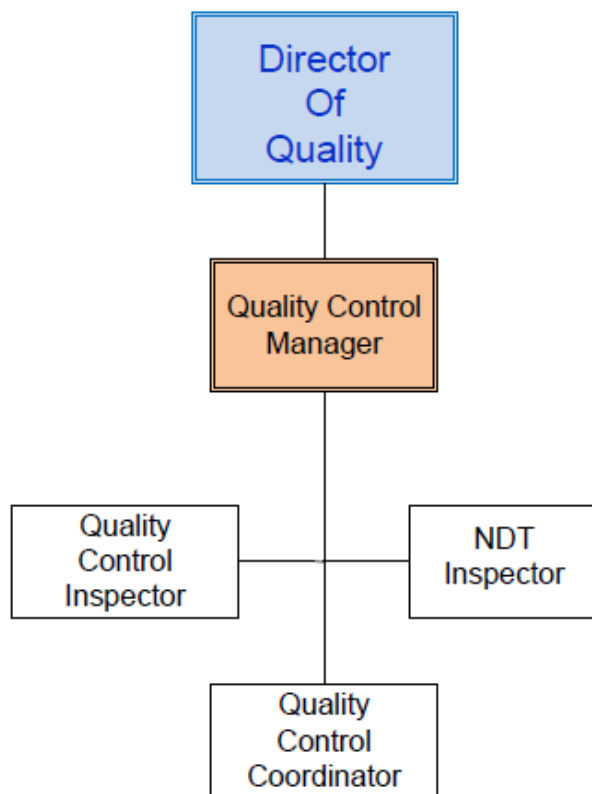 Director
Of
Quality
Quality Control
Manager
Quality
Control
Inspector
NDT
Inspector
Quality
Control
Coordinator